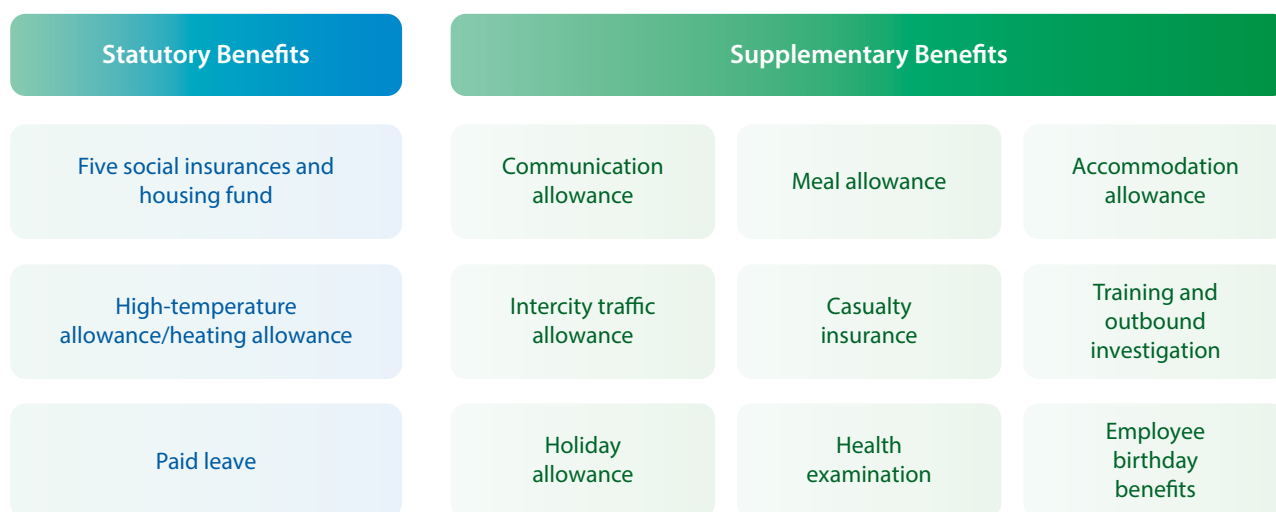 Statutory Benefits
Supplementary Benefits
Five social insurances and
housing fund
Communication
allowance
Meal allowance
Accommodation
allowance
High-temperature
allowance/heating allowance
Intercity traffic
allowance
Casualty
insurance
Training and
outbound
investigation
Paid leave
Holiday
allowance
Health
examination
Employee
birthday
benefits